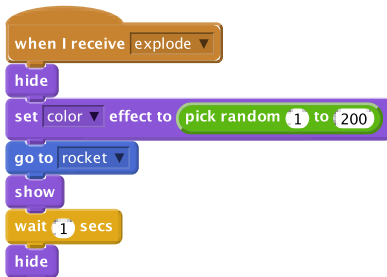 when I receive explode
hide
set color effect to pick random 1 to 200
go to rocket
show
wait 1 secs
hide